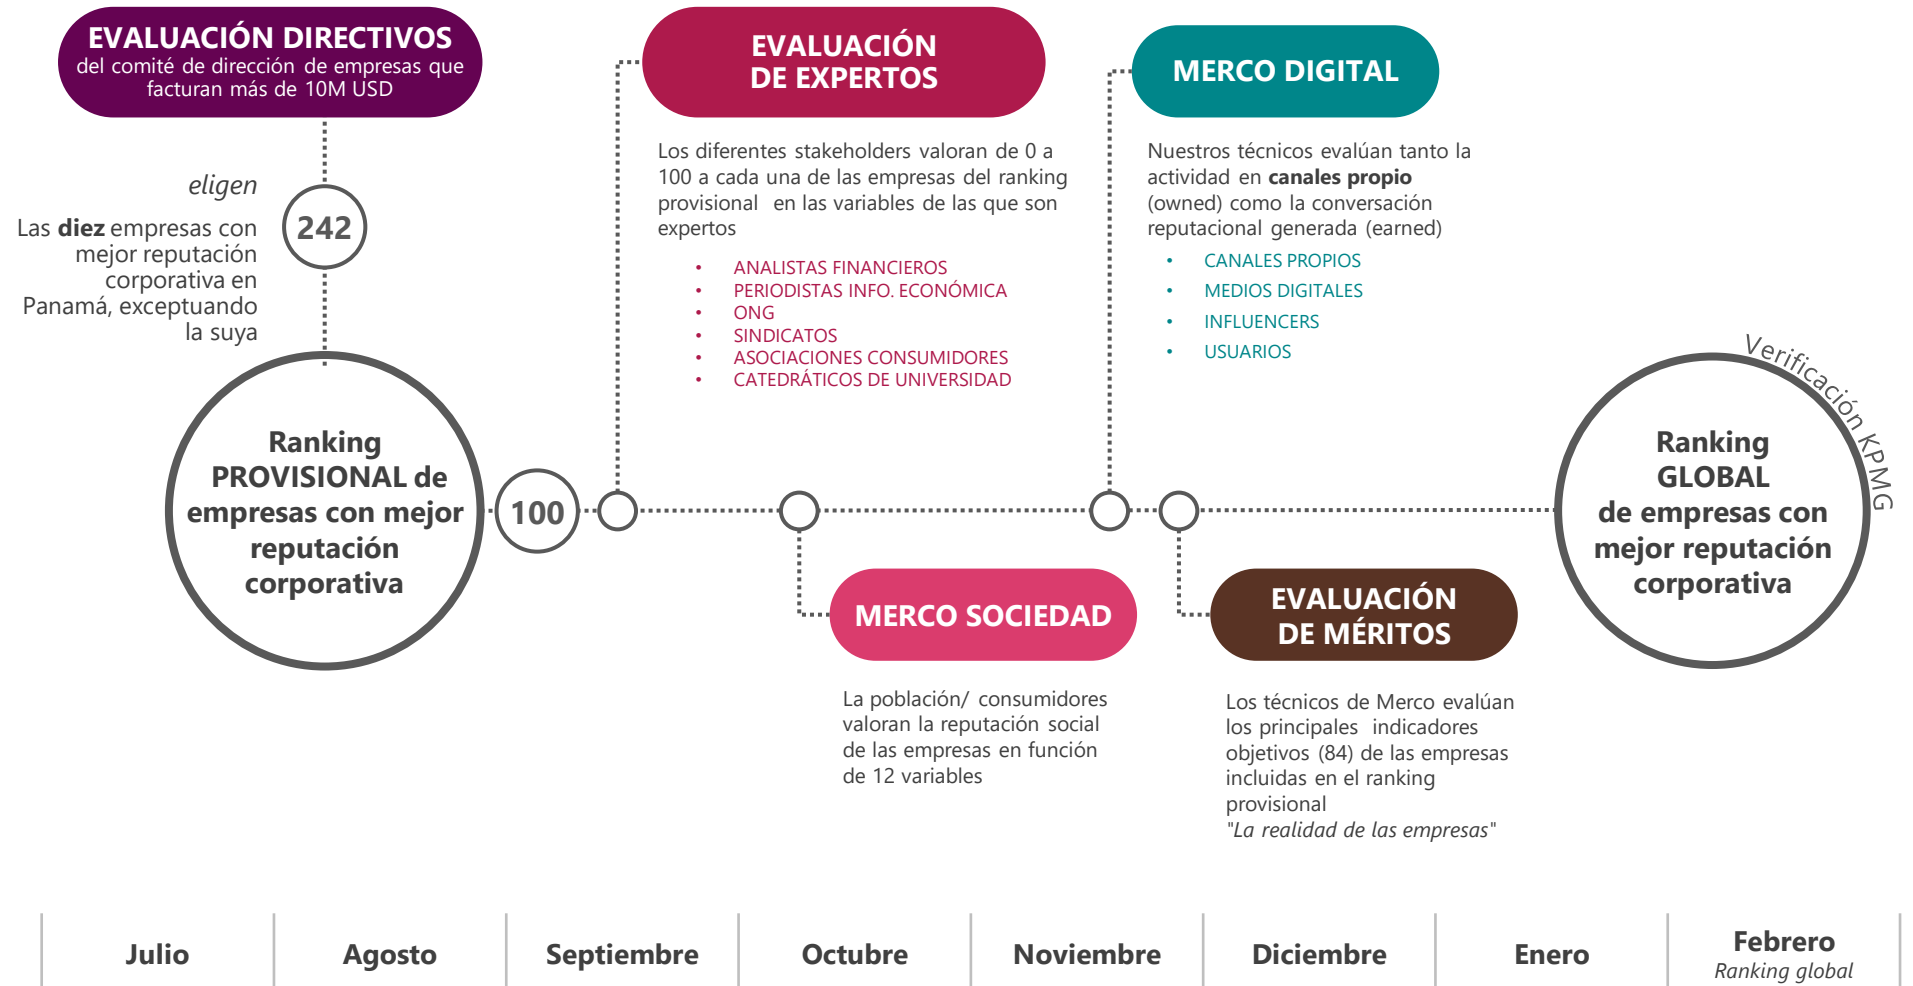 EVALUACIÓN DIRECTIVOS
del comité de dirección de empresas que
facturan más de 10M USD
eligen
242
Las diez empresas con
mejor reputación
corporativa en
Panamá, exceptuando
la suya
Ranking
PROVISIONAL de
empresas con mejor
reputación
corporativa
100
EVALUACIÓN
DE EXPERTOS
Los diferentes stakeholders valoran de 0 a
100 a cada una de las empresas del ranking
provisional en las variables de las que son
expertos
• ANALISTAS FINANCIEROS
• PERIODISTAS INFO. ECONÓMICA
• ONG
• SINDICATOS
• ASOCIACIONES CONSUMIDORES
• CATEDRÁTICOS DE UNIVERSIDAD
MERCO SOCIEDAD
La población/ consumidores
valoran la reputación social
de las empresas en función
de 12 variables
MERCO DIGITAL
Nuestros técnicos evalúan tanto la
actividad en canales propio
(owned) como la conversación
reputacional generada (earned)
• CANALES PROPIOS
• MEDIOS DIGITALES
• INFLUENCERS
• USUARIOS
EVALUACIÓN
DE MÉRITOS
Los técnicos de Merco evalúan
los principales indicadores
objetivos (84) de las empresas
incluidas en el ranking
provisional
"La realidad de las empresas"
Verificación KPMG
Ranking
GLOBAL
de empresas con
mejor reputación
corporativa
Julio
Agosto
Septiembre
Octubre
Noviembre
Diciembre
Enero
Febrero
Ranking global